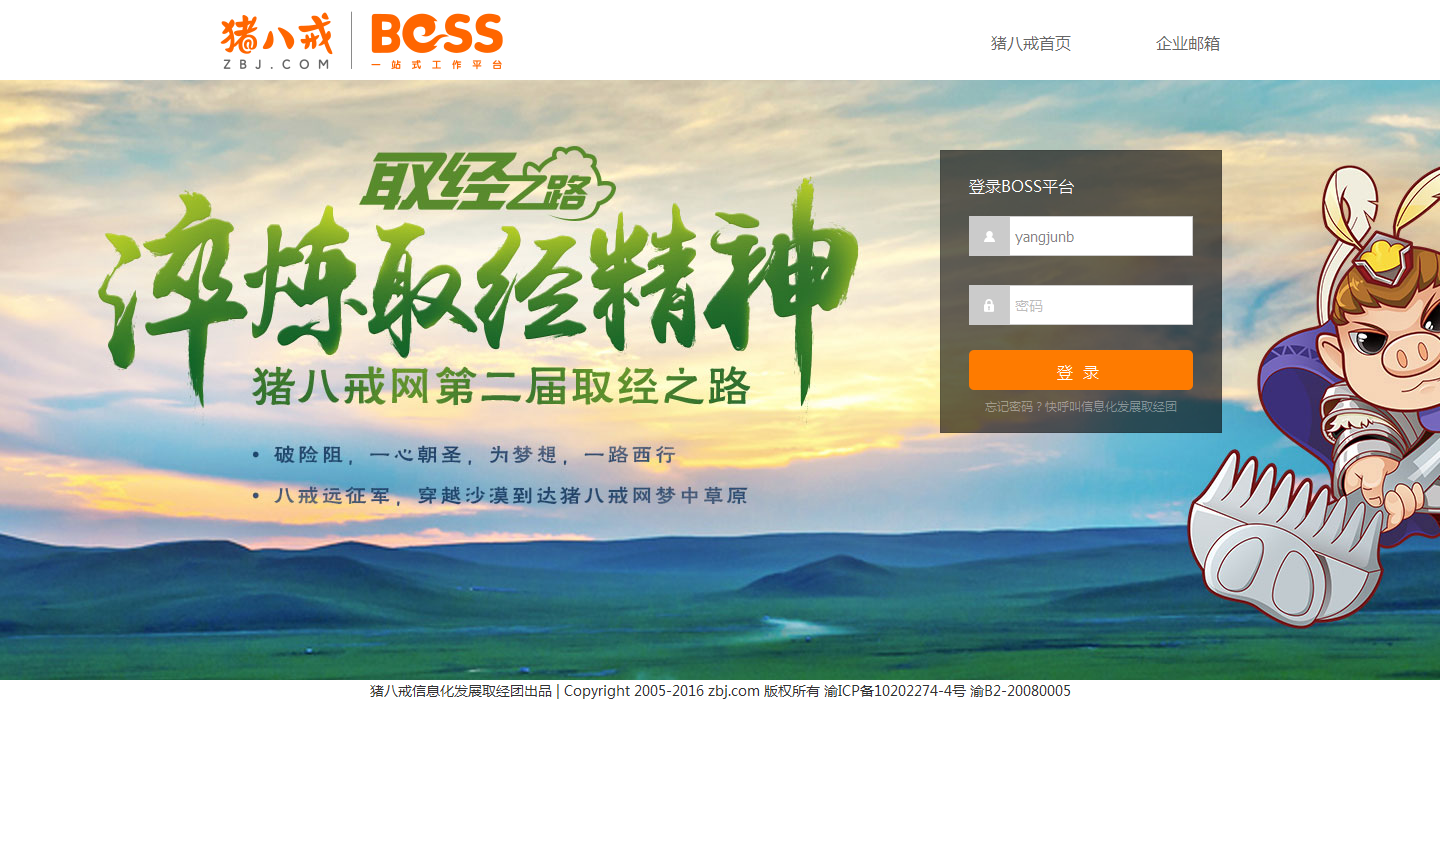 猪八戒
ZBJ.COM
BOSS
一站式工作平台
猪八戒首页
企业邮箱
取经之路
淬炼取经精神
猪八戒网第二届取经之路
• 破险阻，一心朝圣，为梦想，一路西行
• 八戒远征军，穿越沙漠到达猪八戒网梦中草原
登录BOSS平台
yangjunb
密码
登 录
忘记密码？快呼叫信息化发展取经团
猪八戒信息化发展取经团出品 | Copyright 2005-2016 zbj.com 版权所有 渝ICP备10202274-4号 渝B2-20080005